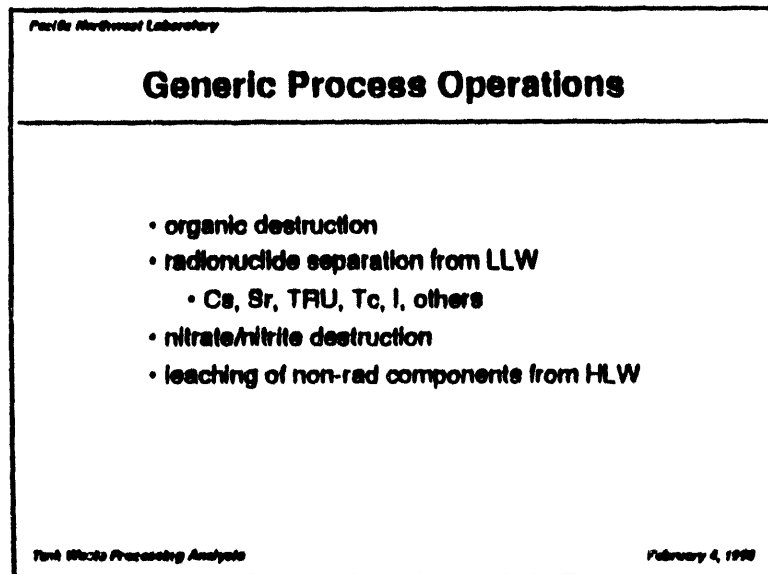 Pacific Northwest Laboratory
Generic Process Operations
• organic destruction
• radionuclide separation from LLW
• Cs, Sr, TRU, Tc, I, others
• nitrate/nitrite destruction
• leaching of non-rad components from HLW
Tank Waste Processing Analysis
February 4,